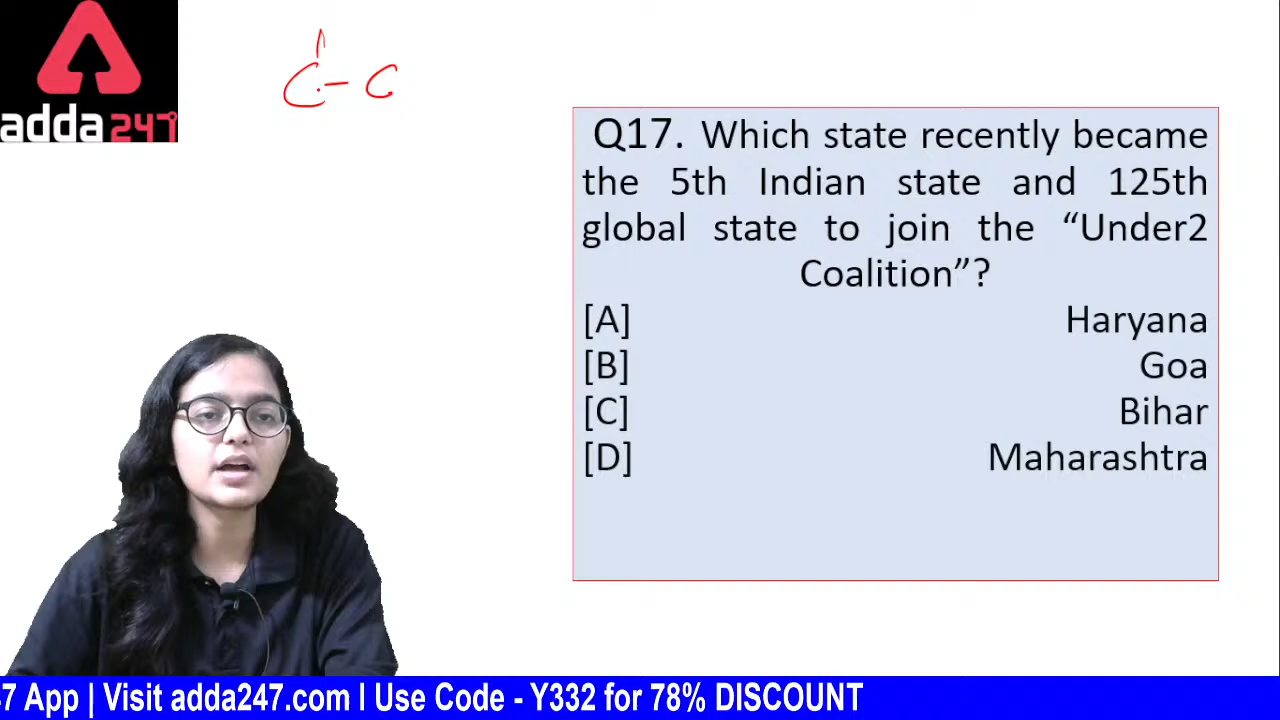 adda247
C - C
Q17. Which state recently became
the 5th Indian state and 125th
global state to join the “Under2
Coalition”?
[A] Haryana
[B] Goa
[C] Bihar
[D] Maharashtra
7 App | Visit adda247.com l Use Code - Y332 for 78% DISCOUNT